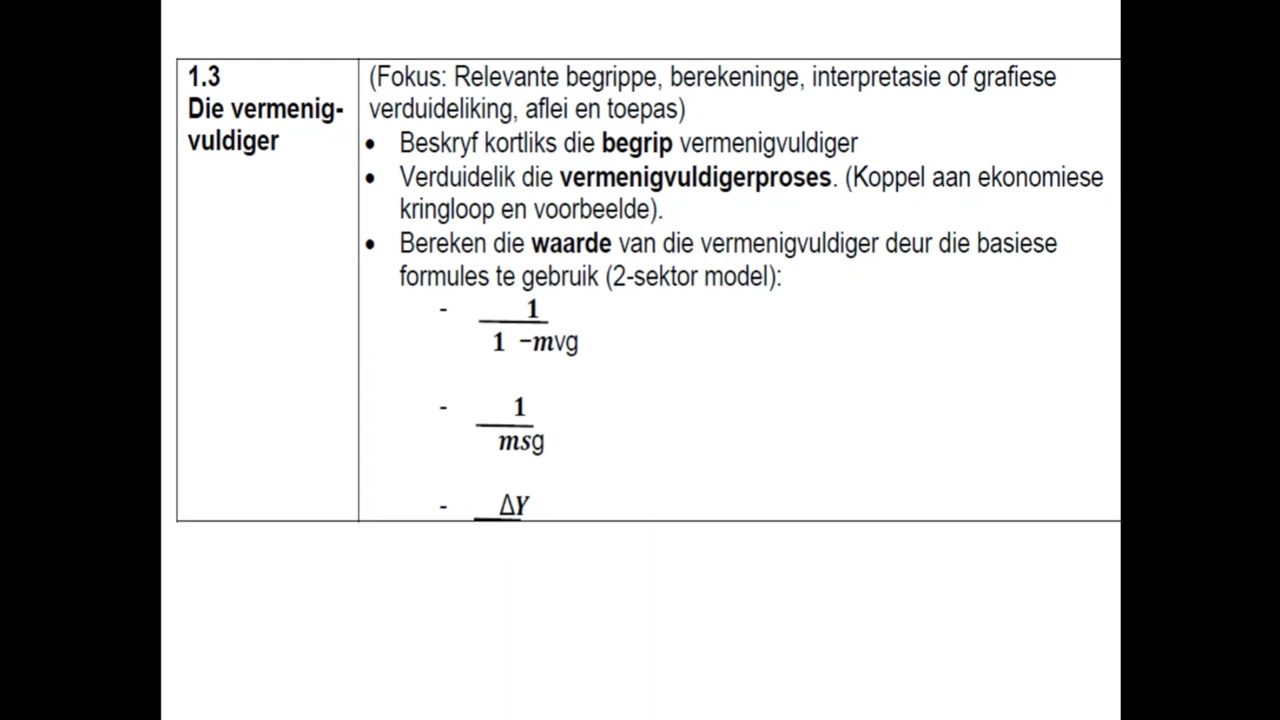 1.3
Die vermenig-
vuldiger
(Fokus: Relevante begrippe, berekeninge, interpretasie of grafiese
verduideliking, aflei en toepas)
• Beskryf kortliks die begrip vermenigvuldiger
• Verduidelik die vermenigvuldigerproses. (Koppel aan ekonomiese
kringloop en voorbeelde).
• Bereken die waarde van die vermenigvuldiger deur die basiese
formules te gebruik (2-sektor model):
- 1
1 −mvg
- 1
msg
- ΔY